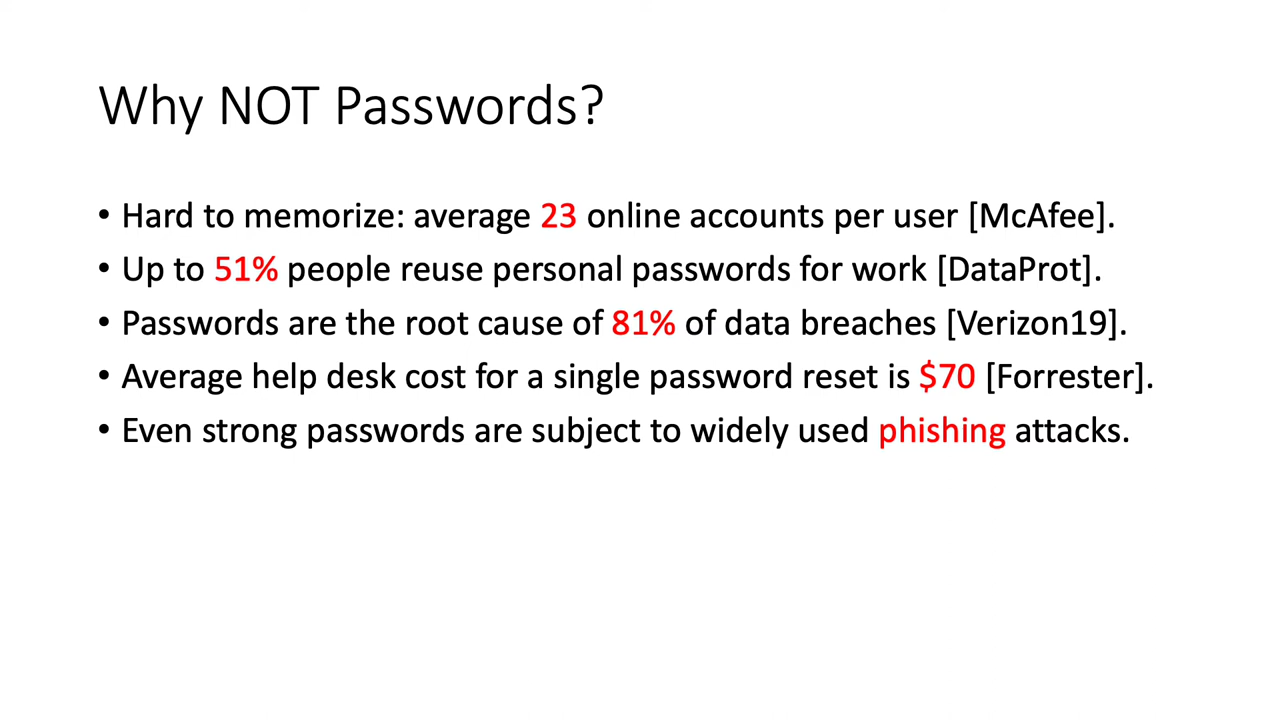 Why NOT Passwords?
• Hard to memorize: average 23 online accounts per user [McAfee].
• Up to 51% people reuse personal passwords for work [DataProt].
• Passwords are the root cause of 81% of data breaches [Verizon19].
• Average help desk cost for a single password reset is $70 [Forrester].
• Even strong passwords are subject to widely used phishing attacks.